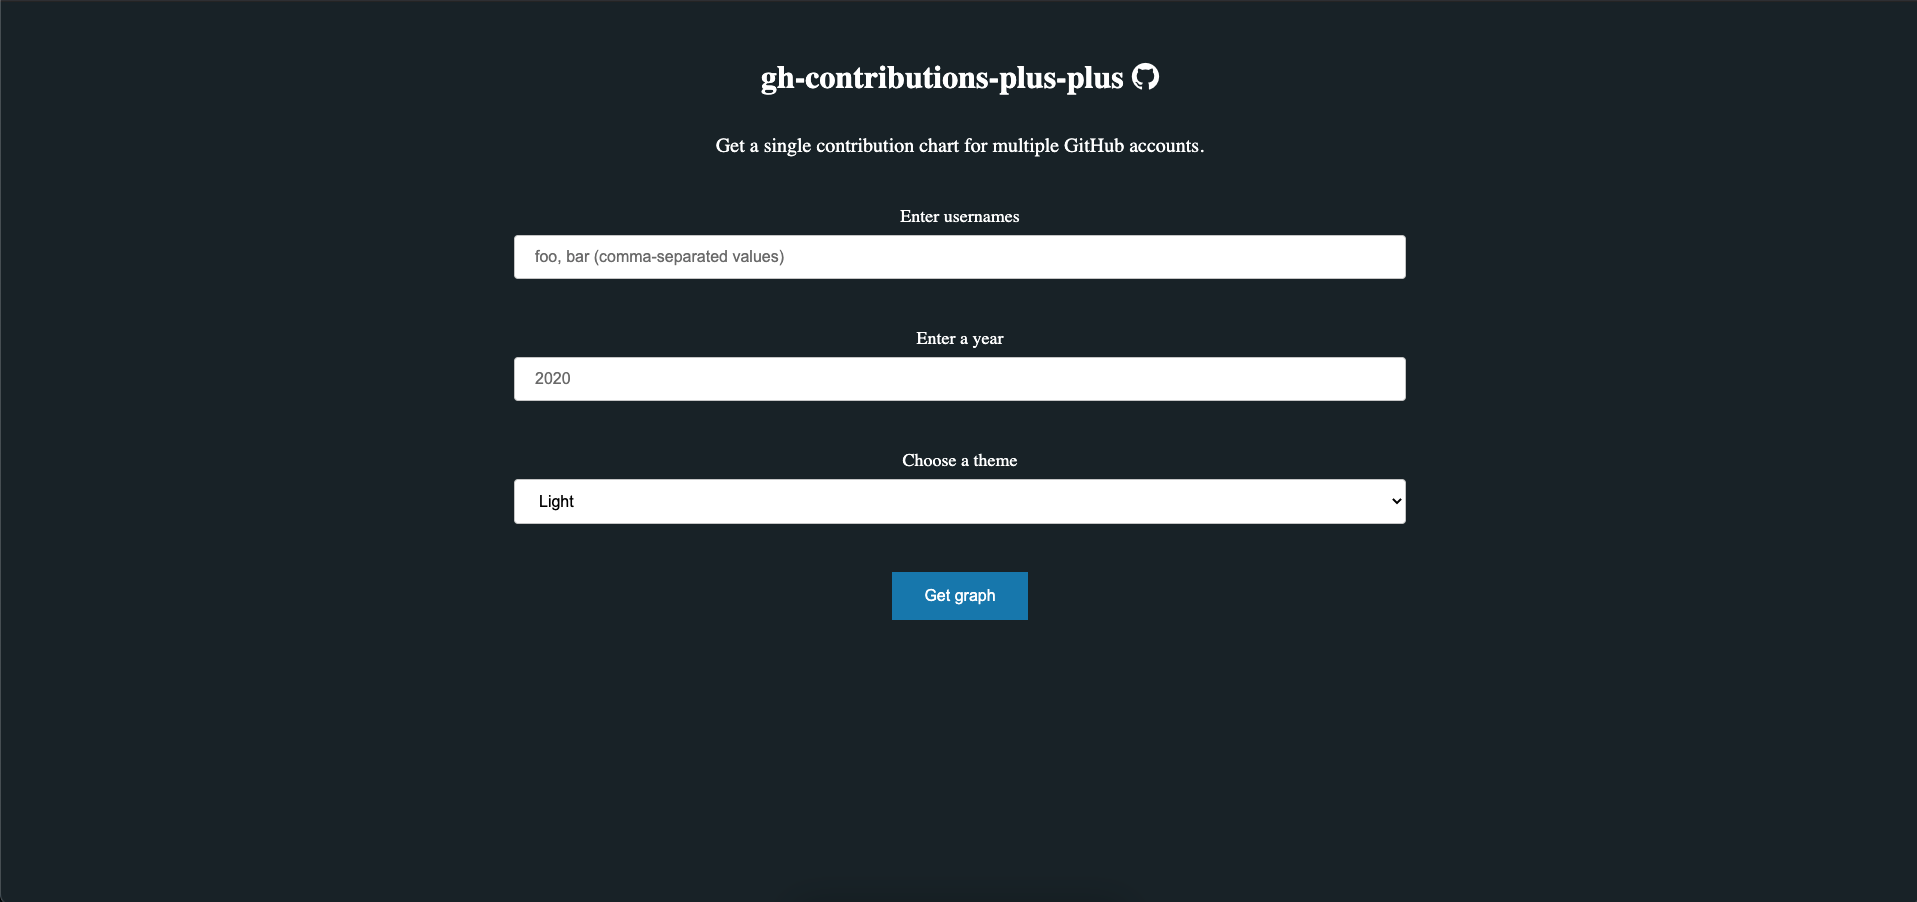 gh-contributions-plus-plus
Get a single contribution chart for multiple GitHub accounts.
Enter usernames
foo, bar (comma-separated values)
Enter a year
2020
Choose a theme
Light
Get graph